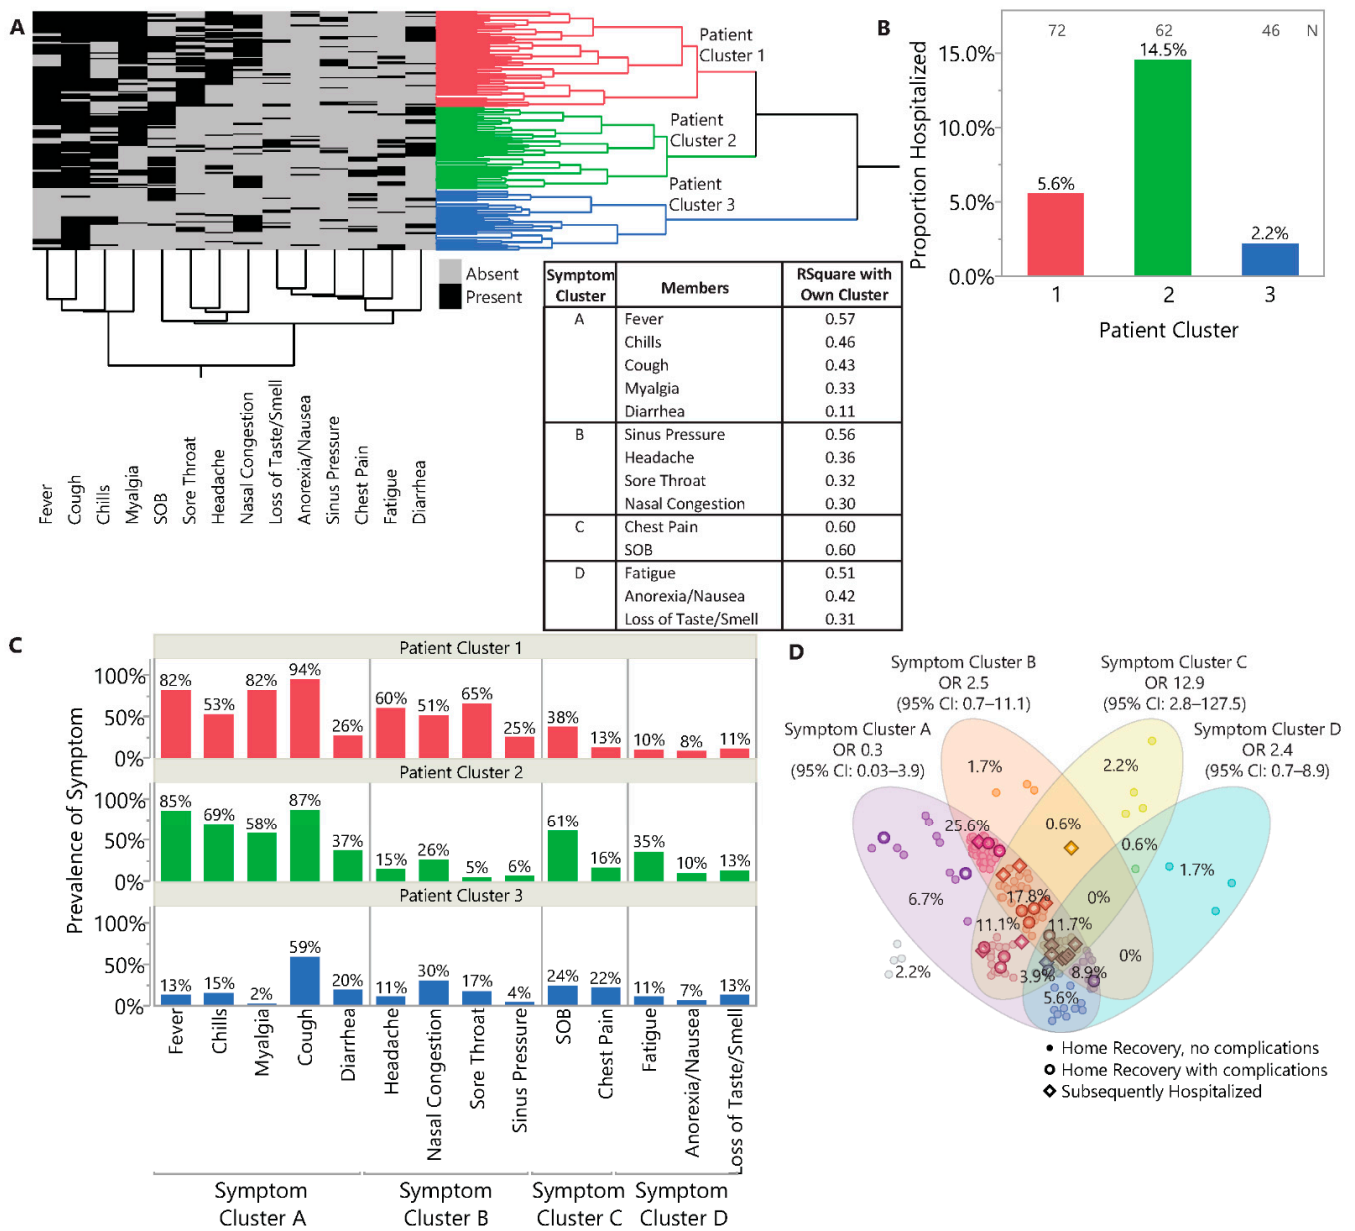 A
Patient
Cluster 1
Patient
Cluster 2
Patient
Cluster 3
Absent
Present
Fever
Cough
Chills
Myalgia
SOB
Sore Throat
Headache
Nasal Congestion
Loss of Taste/Smell
Anorexia/Nausea
Sinus Pressure
Chest Pain
Fatigue
Diarrhea
Symptom Cluster Members RSquare with Own Cluster
A Fever 0.57
Chills 0.46
Cough 0.43
Myalgia 0.33
Diarrhea 0.11
B Sinus Pressure 0.56
Headache 0.36
Sore Throat 0.32
Nasal Congestion 0.30
C Chest Pain 0.60
SOB 0.60
D Fatigue 0.51
Anorexia/Nausea 0.42
Loss of Taste/Smell 0.31
B
72 62 46 N
Proportion Hospitalized
15.0%
10.0%
5.0%
0.0%
5.6%
14.5%
2.2%
1 2 3
Patient Cluster
C
Prevalence of Symptom
Patient Cluster 1
100%
50%
0%
82% 53% 82% 94% 26% 60% 51% 65% 25% 38% 13% 10% 8% 11%
Patient Cluster 2
100%
50%
0%
85% 69% 58% 87% 37% 15% 26% 5% 6% 61% 16% 35% 10% 13%
Patient Cluster 3
100%
50%
0%
13% 15% 2% 59% 20% 11% 30% 17% 4% 24% 22% 11% 7% 13%
Fever
Chills
Myalgia
Cough
Diarrhea
Headache
Nasal Congestion
Sore Throat
Sinus Pressure
SOB
Chest Pain
Fatigue
Anorexia/Nausea
Loss of Taste/Smell
Symptom
Cluster A
Symptom
Cluster B
Symptom
Cluster C
Symptom
Cluster D
D
Symptom Cluster B
OR 2.5
(95% CI: 0.7–11.1)
Symptom Cluster C
OR 12.9
(95% CI: 2.8–127.5)
Symptom Cluster A
OR 0.3
(95% CI: 0.03–3.9)
Symptom Cluster D
OR 2.4
(95% CI: 0.7–8.9)
1.7%
2.2%
25.6%
0.6%
0.6%
1.7%
6.7%
17.8%
0%
11.1%
11.7%
0%
2.2%
3.9%
8.9%
5.6%
Home Recovery, no complications
Home Recovery with complications
Subsequently Hospitalized